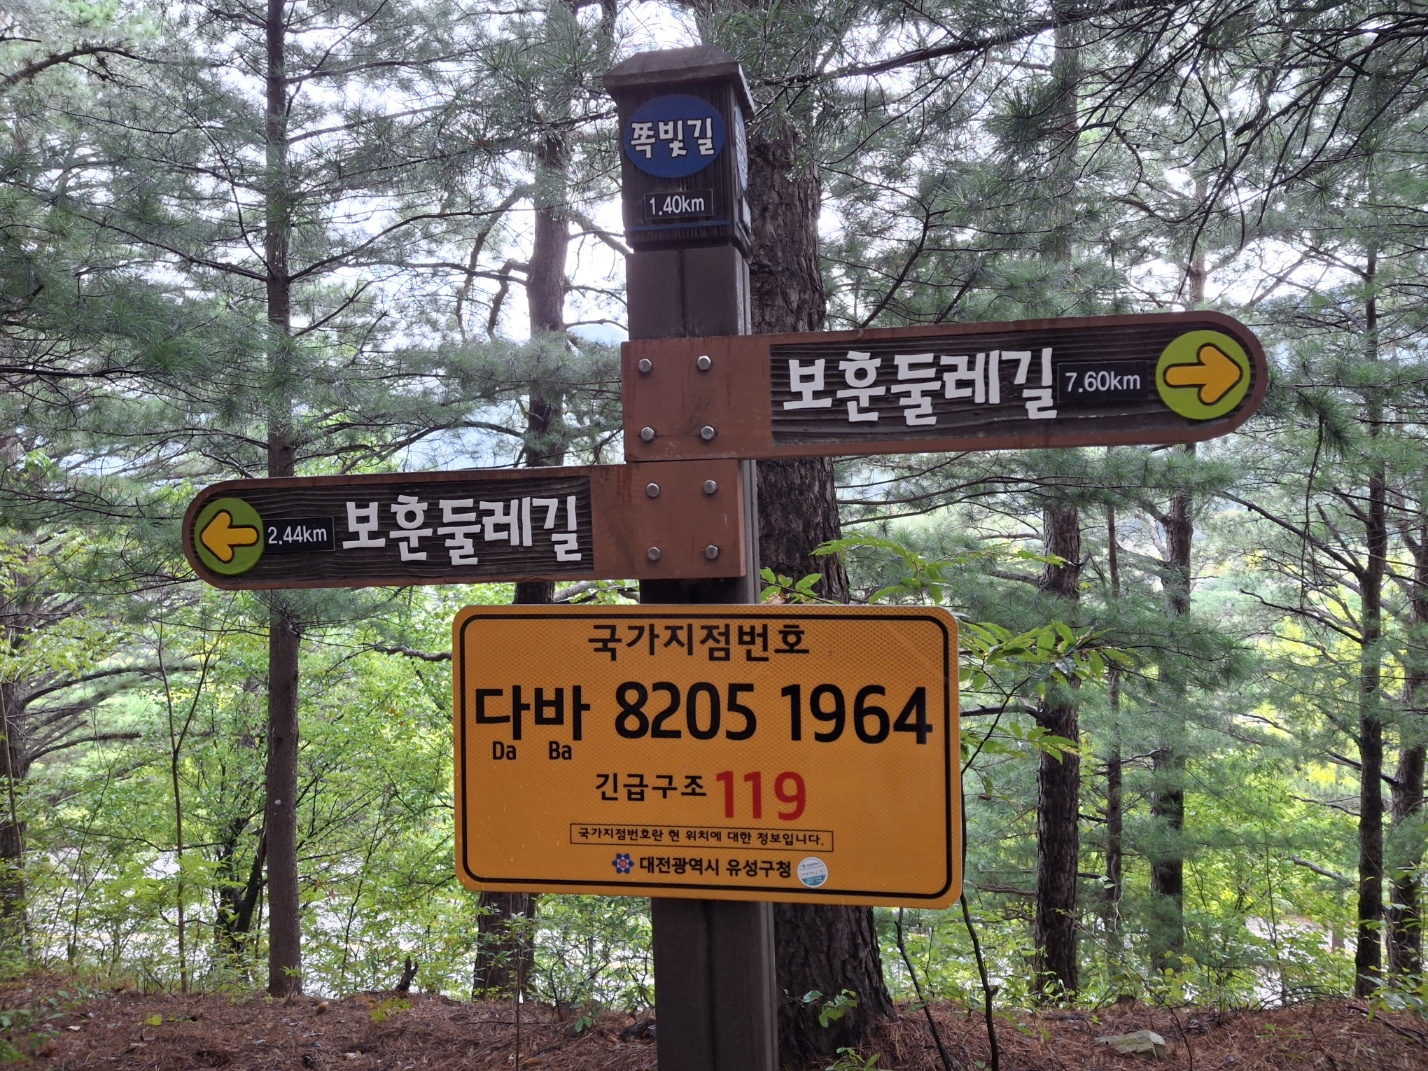 쪽빛길
1.40km
보훈둘레길 7.60km
2.44km 보훈둘레길
국가지점번호
다바 8205 1964
Da Ba
긴급구조 119
국가지점번호란 현 위치에 대한 정보입니다.
대전광역시 유성구청